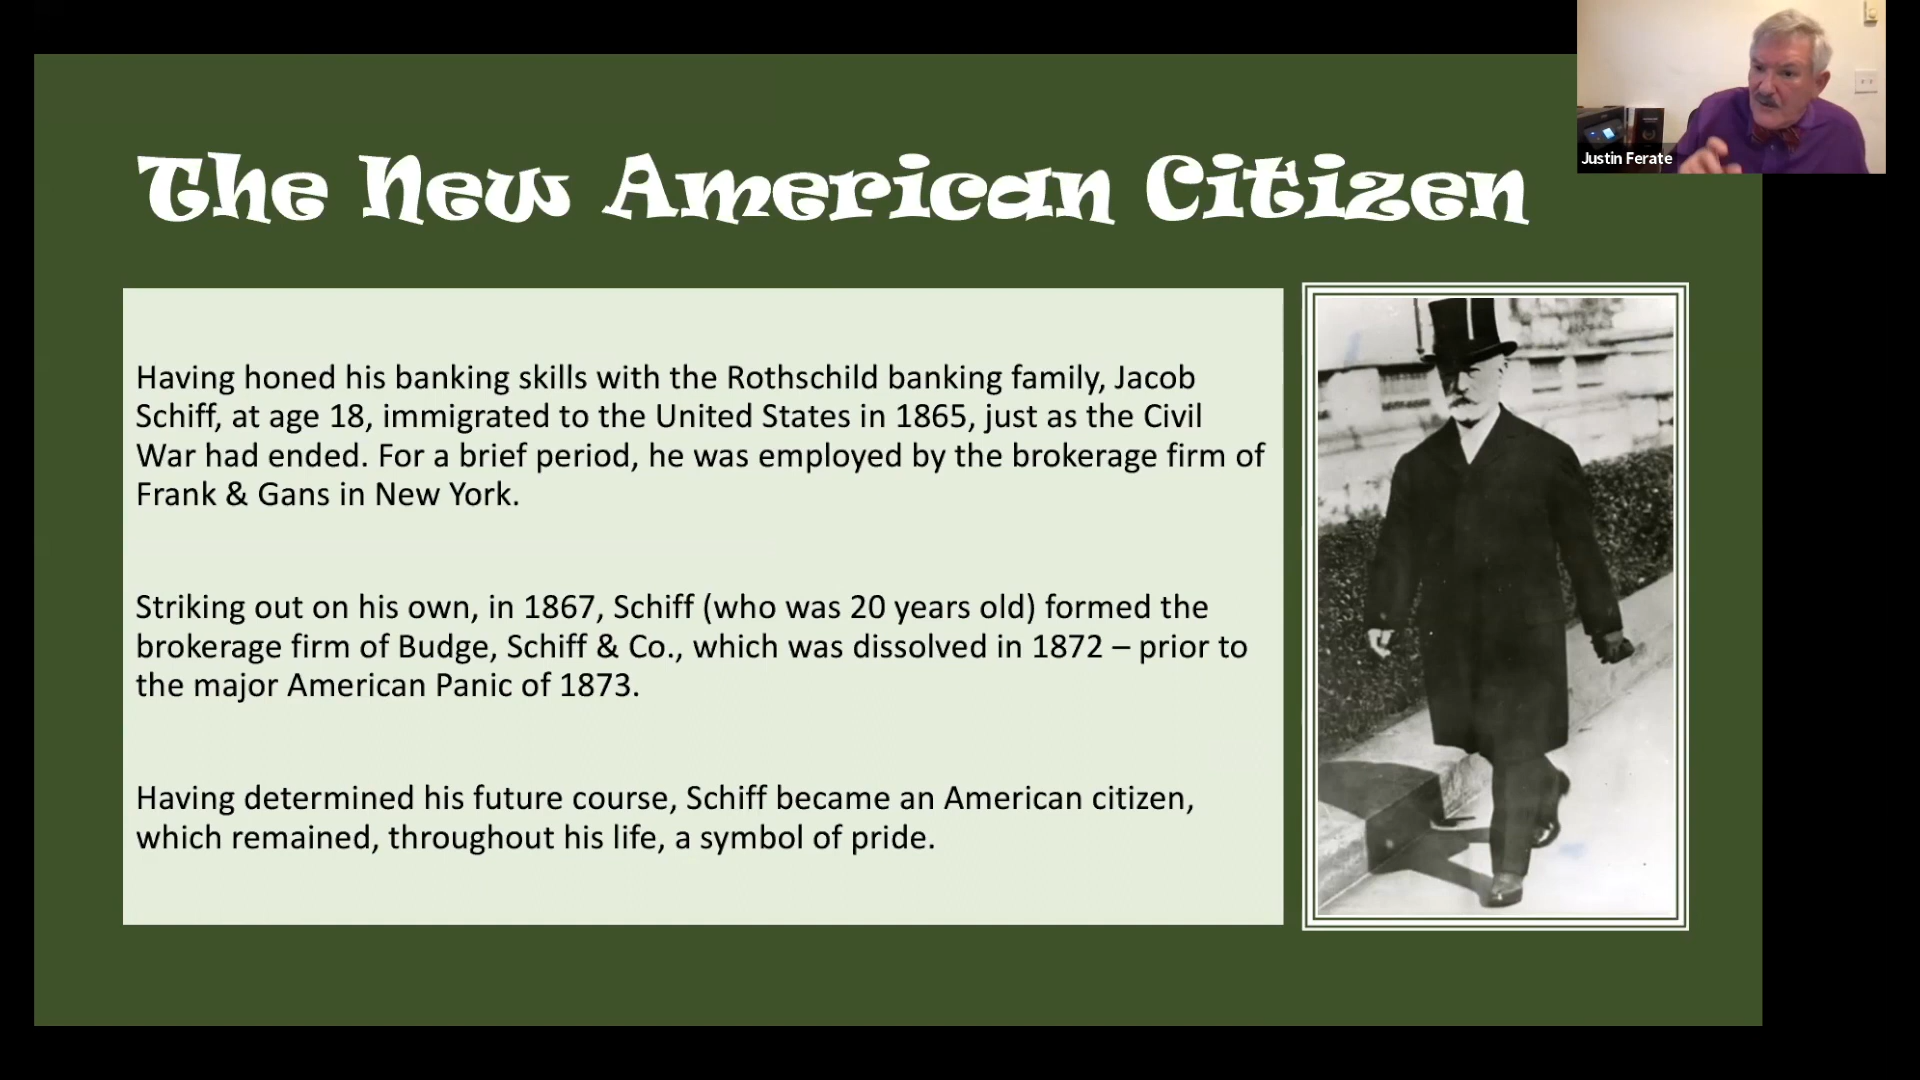 The New American Citizen
Justin Ferate
Having honed his banking skills with the Rothschild banking family, Jacob
Schiff, at age 18, immigrated to the United States in 1865, just as the Civil
War had ended. For a brief period, he was employed by the brokerage firm of
Frank & Gans in New York.
Striking out on his own, in 1867, Schiff (who was 20 years old) formed the
brokerage firm of Budge, Schiff & Co., which was dissolved in 1872 – prior to
the major American Panic of 1873.
Having determined his future course, Schiff became an American citizen,
which remained, throughout his life, a symbol of pride.